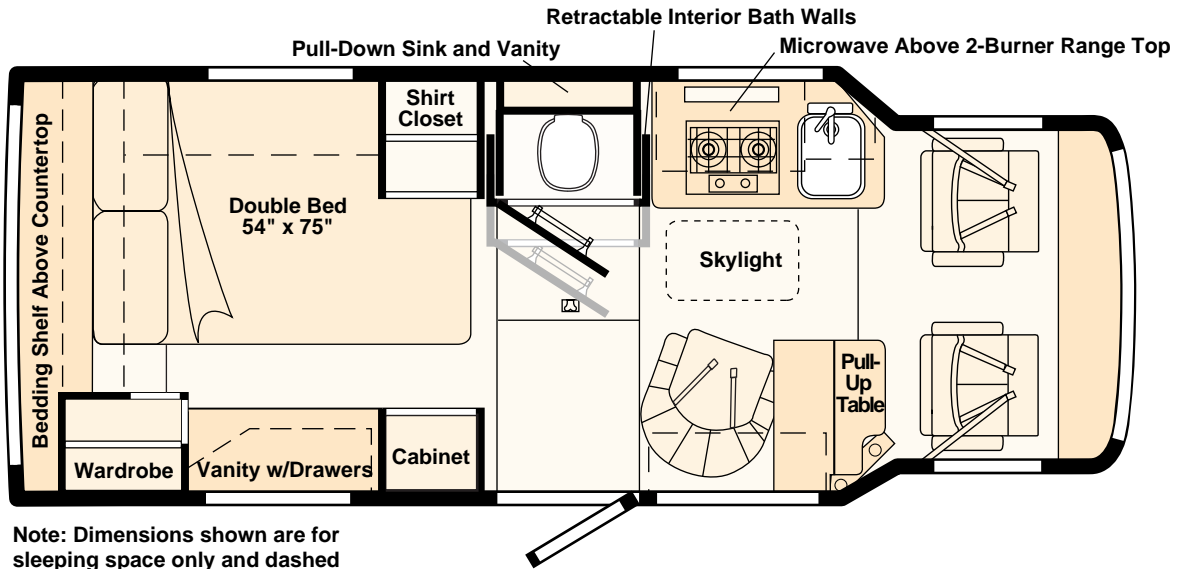 Retractable Interior Bath Walls
Pull-Down Sink and Vanity
Microwave Above 2-Burner Range Top
Bedding Shelf Above Countertop
Shirt
Closet
Double Bed
54" x 75"
Skylight
Pull-
Up
Table
Wardrobe
Vanity w/Drawers
Cabinet
Note: Dimensions shown are for
sleeping space only and dashed